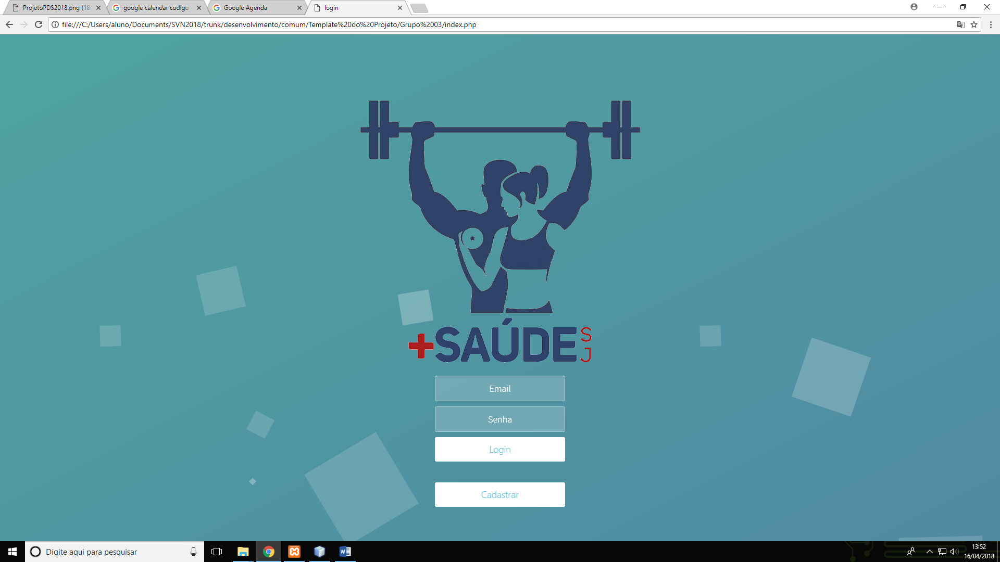 ProjetoPDS2018.png (18
google calendar codigo
Google Agenda
login
file:///C:/Users/aluno/Documents/SVN2018/trunk/desenvolvimento/comum/Template%20do%20Projeto/Grupo%2003/index.php
+SAÚDE SJ
Email
Senha
Login
Cadastrar
Digite aqui para pesquisar
13:52
16/04/2018